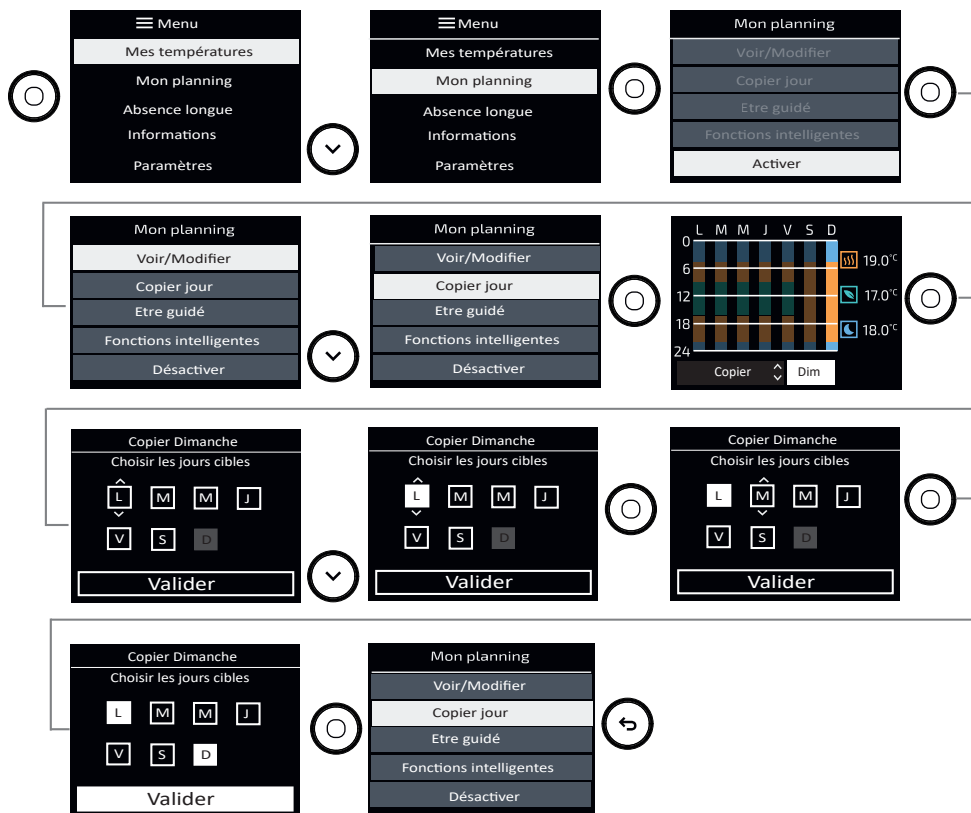 Menu
Mes températures
Mon planning
Absence longue
Informations
Paramètres
Menu
Mes températures
Mon planning
Absence longue
Informations
Paramètres
Mon planning
Voir/Modifier
Copier jour
Etre guidé
Fonctions intelligentes
Activer
Mon planning
Voir/Modifier
Copier jour
Etre guidé
Fonctions intelligentes
Désactiver
Mon planning
Voir/Modifier
Copier jour
Etre guidé
Fonctions intelligentes
Désactiver
L M M J V S D
0
6
12
18
24
19.0°C
17.0°C
18.0°C
Copier Dim
Copier Dimanche
Choisir les jours cibles
L M M J
V S D
Valider
Copier Dimanche
Choisir les jours cibles
L M M J
V S D
Valider
Copier Dimanche
Choisir les jours cibles
L M M J
V S D
Valider
Copier Dimanche
Choisir les jours cibles
L M M J
V S D
Valider
Mon planning
Voir/Modifier
Copier jour
Etre guidé
Fonctions intelligentes
Désactiver